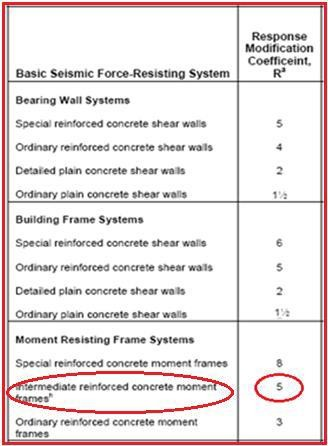 Basic Seismic Force-Resisting System
Response
Modification
Coefficeint,
Rᵃ
Bearing Wall Systems
Special reinforced concrete shear walls 5
Ordinary reinforced concrete shear walls 4
Detailed plain concrete shear walls 2
Ordinary plain concrete shear walls 1½
Building Frame Systems
Special reinforced concrete shear walls 6
Ordinary reinforced concrete shear walls 5
Detailed plain concrete shear walls 2
Ordinary plain concrete shear walls 1½
Moment Resisting Frame Systems
Special reinforced concrete moment frames 8
Intermediate reinforced concrete moment 5
framesʰ
Ordinary reinforced concrete moment 3
frames